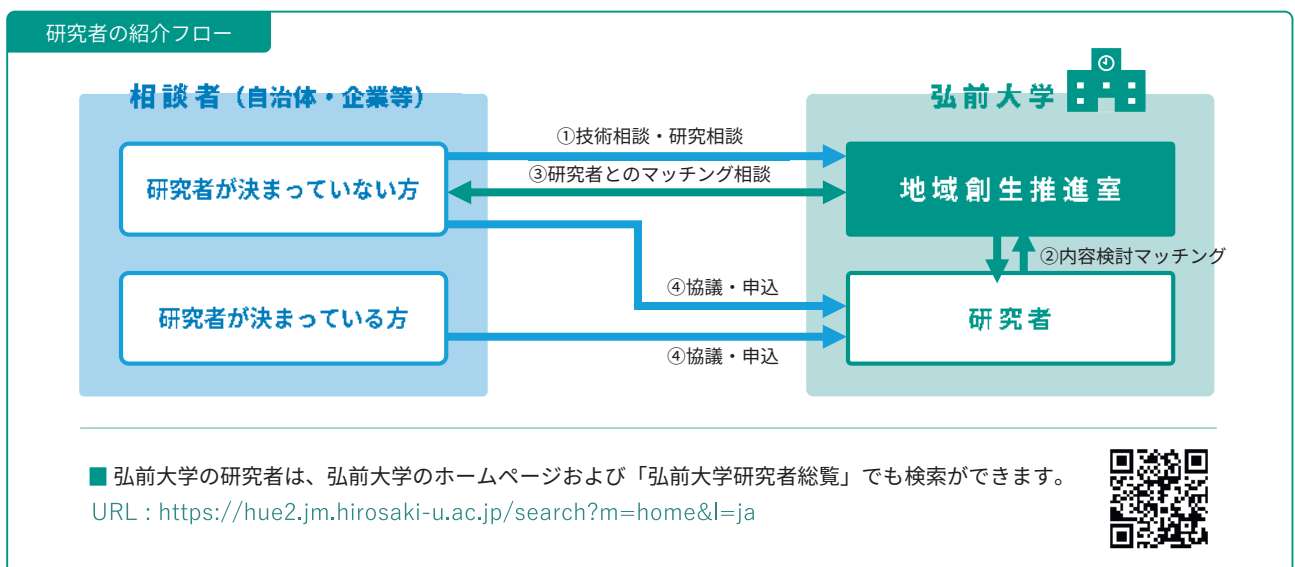 研究者の紹介フロー
相談者（自治体・企業等）
弘前大学
研究者が決まっていない方
①技術相談・研究相談
③研究者とのマッチング相談
地域創生推進室
②内容検討マッチング
研究者が決まっている方
④協議・申込
研究者
④協議・申込
■ 弘前大学の研究者は、弘前大学のホームページおよび「弘前大学研究者総覧」でも検索ができます。
URL : https://hue2.jm.hirosaki-u.ac.jp/search?m=home&l=ja